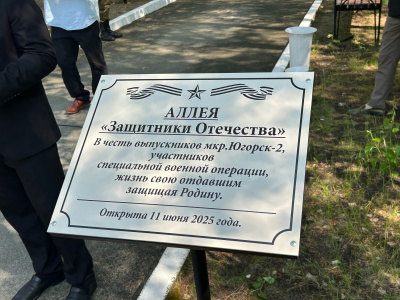 АЛЛЕЯ
«Защитники Отечества»
В честь выпускников мкр.Югорск-2,
участников
специальной военной операции,
жизнь свою отдавшим
защищая Родину.
Открыта 11 июня 2025 года.